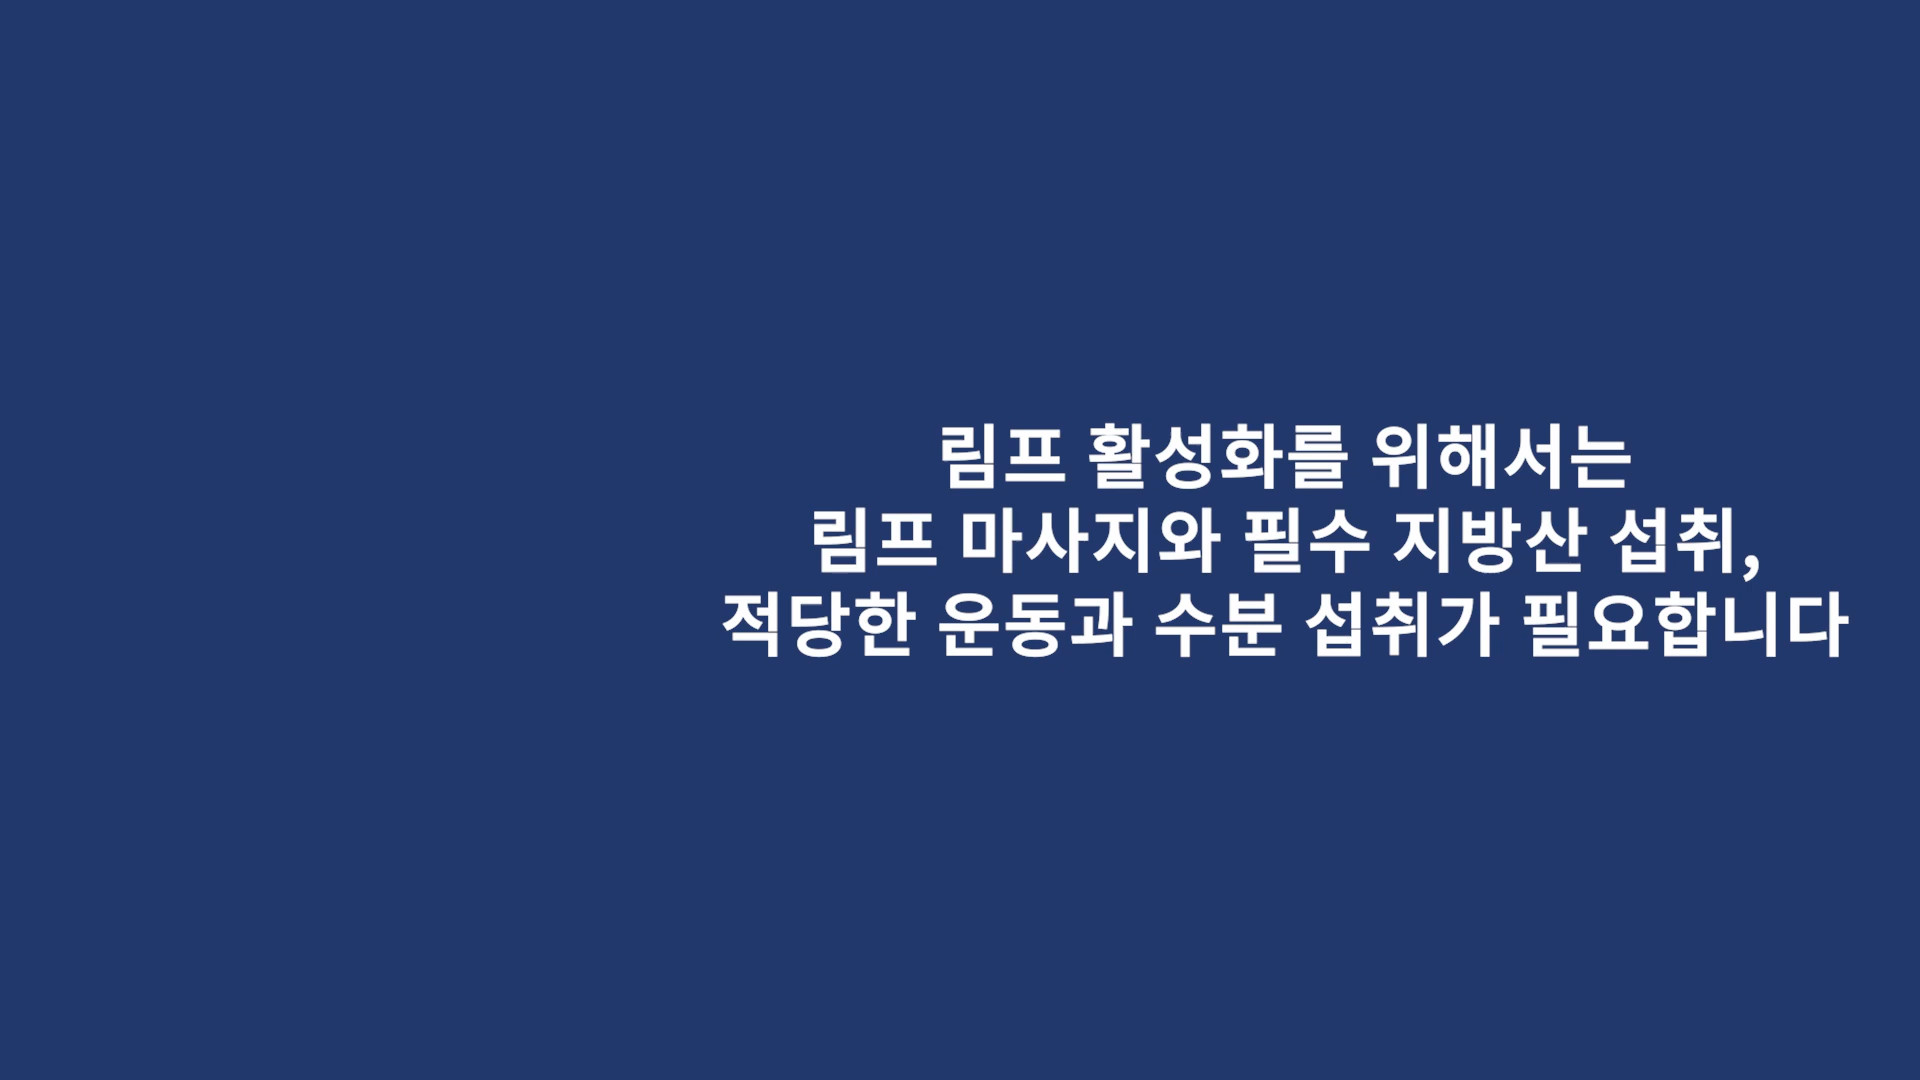 림프 활성화를 위해서는
림프 마사지와 필수 지방산 섭취,
적당한 운동과 수분 섭취가 필요합니다